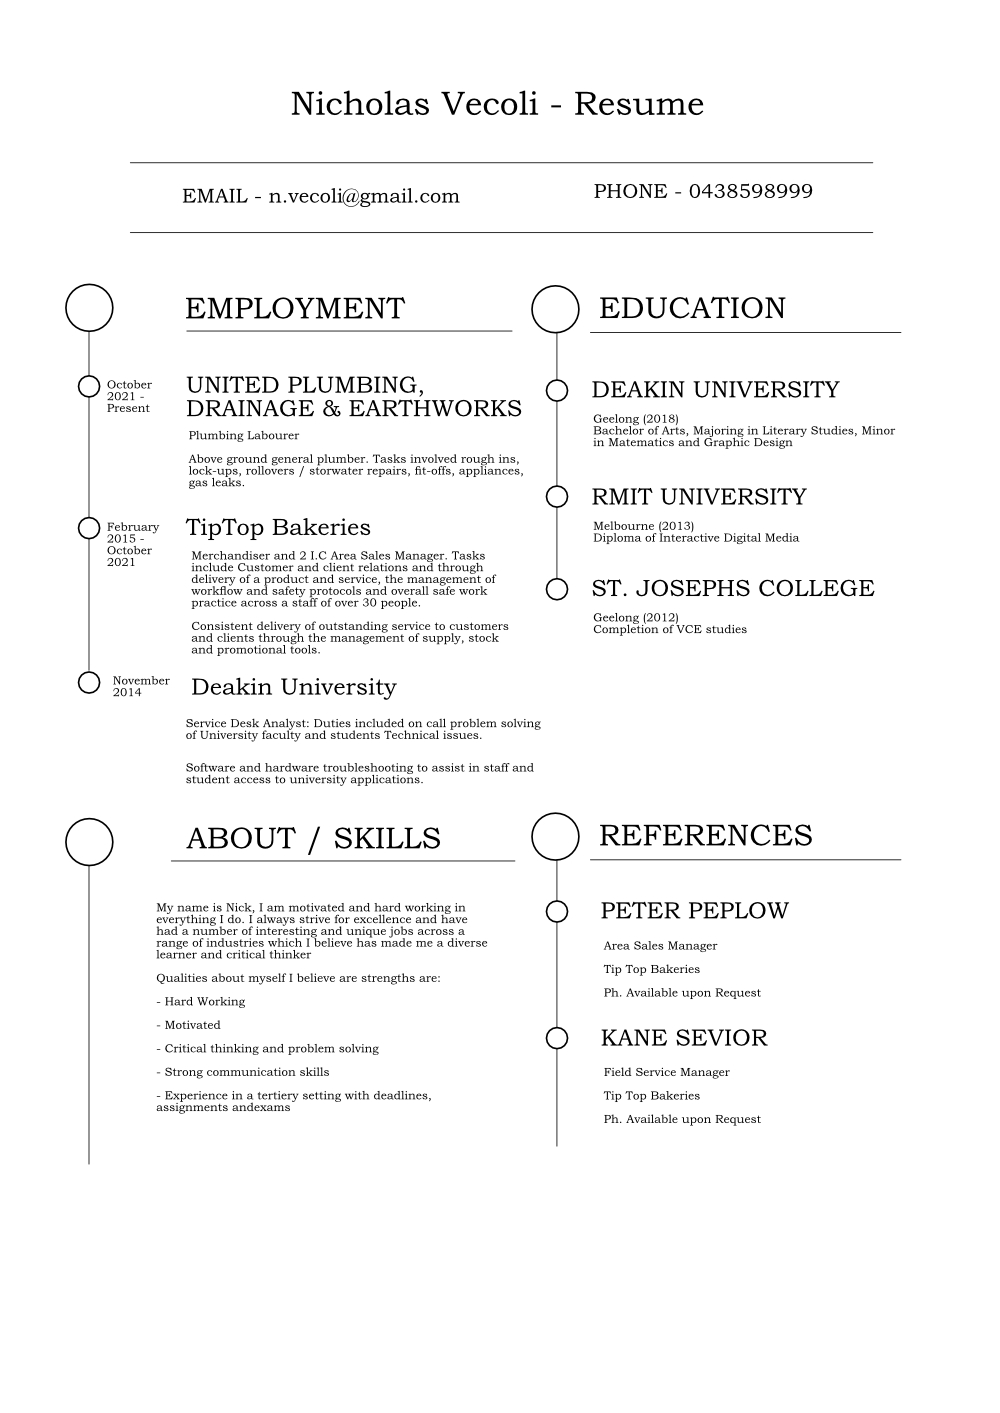 Nicholas Vecoli - Resume
EMAIL - n.vecoli@gmail.com
PHONE - 0438598999
EMPLOYMENT
October
2021 -
Present
UNITED PLUMBING,
DRAINAGE & EARTHWORKS
Plumbing Labourer
Above ground general plumber. Tasks involved rough ins,
lock-ups, rollovers / storwater repairs, fit-offs, appliances,
gas leaks.
February
2015 -
October
2021
TipTop Bakeries
Merchandiser and 2 I.C Area Sales Manager. Tasks
include Customer and client relations and through
delivery of a product and service, the management of
workflow and safety protocols and overall safe work
practice across a staff of over 30 people.
Consistent delivery of outstanding service to customers
and clients through the management of supply, stock
and promotional tools.
November
2014
Deakin University
Service Desk Analyst: Duties included on call problem solving
of University faculty and students Technical issues.
Software and hardware troubleshooting to assist in staff and
student access to university applications.
EDUCATION
DEAKIN UNIVERSITY
Geelong (2018)
Bachelor of Arts, Majoring in Literary Studies, Minor
in Matematics and Graphic Design
RMIT UNIVERSITY
Melbourne (2013)
Diploma of Interactive Digital Media
ST. JOSEPHS COLLEGE
Geelong (2012)
Completion of VCE studies
ABOUT / SKILLS
My name is Nick, I am motivated and hard working in
everything I do. I always strive for excellence and have
had a number of interesting and unique jobs across a
range of industries which I believe has made me a diverse
learner and critical thinker
Qualities about myself I believe are strengths are:
- Hard Working
- Motivated
- Critical thinking and problem solving
- Strong communication skills
- Experience in a tertiery setting with deadlines,
assignments andexams
REFERENCES
PETER PEPLOW
Area Sales Manager
Tip Top Bakeries
Ph. Available upon Request
KANE SEVIOR
Field Service Manager
Tip Top Bakeries
Ph. Available upon Request